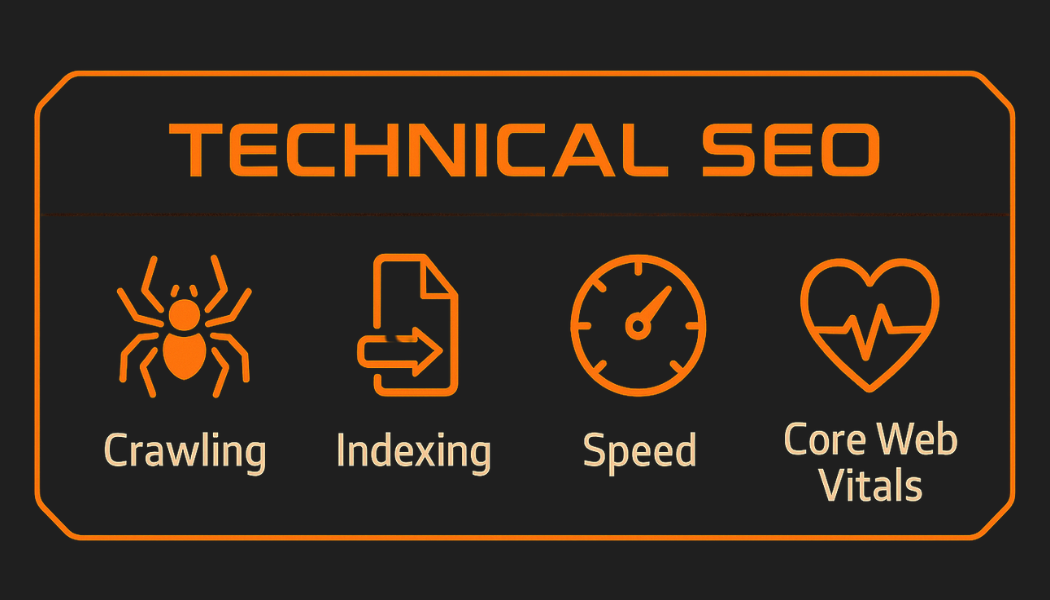 TECHNICAL SEO
Crawling
Indexing
Speed
Core Web
Vitals